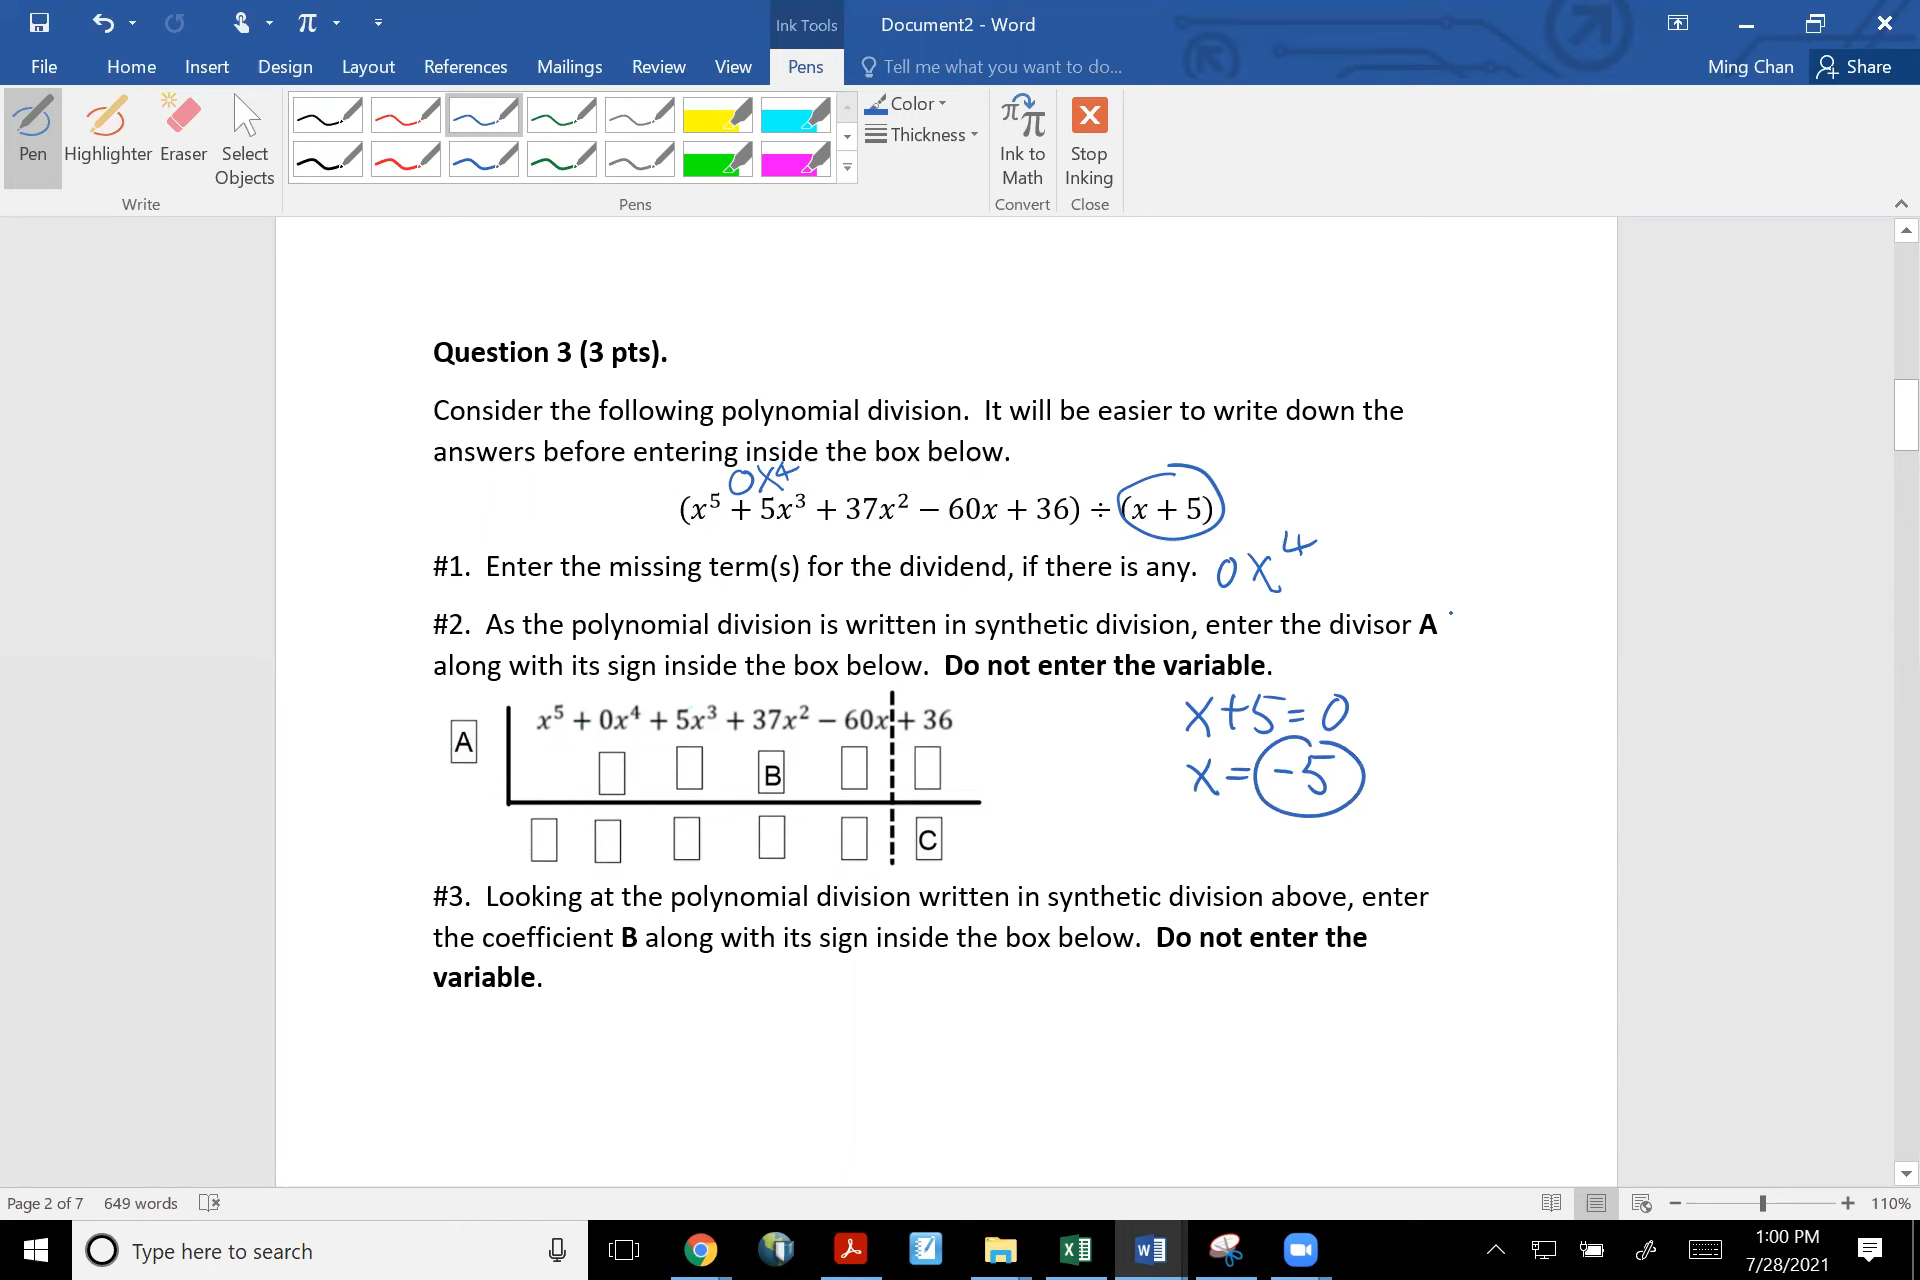 Ink Tools
Document2 - Word
File Home Insert Design Layout References Mailings Review View Pens Tell me what you want to do... Ming Chan Share
Color
Thickness
Pen Highlighter Eraser Select Objects
Ink to Math
Stop Inking
Write Pens Convert Close
Question 3 (3 pts).
Consider the following polynomial division. It will be easier to write down the
answers before entering inside the box below.
0x⁴
(x⁵ + 5x³ + 37x² − 60x + 36) ÷ (x + 5)
#1. Enter the missing term(s) for the dividend, if there is any. 0x⁴
#2. As the polynomial division is written in synthetic division, enter the divisor A
along with its sign inside the box below. Do not enter the variable.
x⁵ + 0x⁴ + 5x³ + 37x² − 60x + 36
x+5=0
A
B
x = -5
C
#3. Looking at the polynomial division written in synthetic division above, enter
the coefficient B along with its sign inside the box below. Do not enter the
variable.
Page 2 of 7 649 words 110%
Type here to search
1:00 PM
7/28/2021